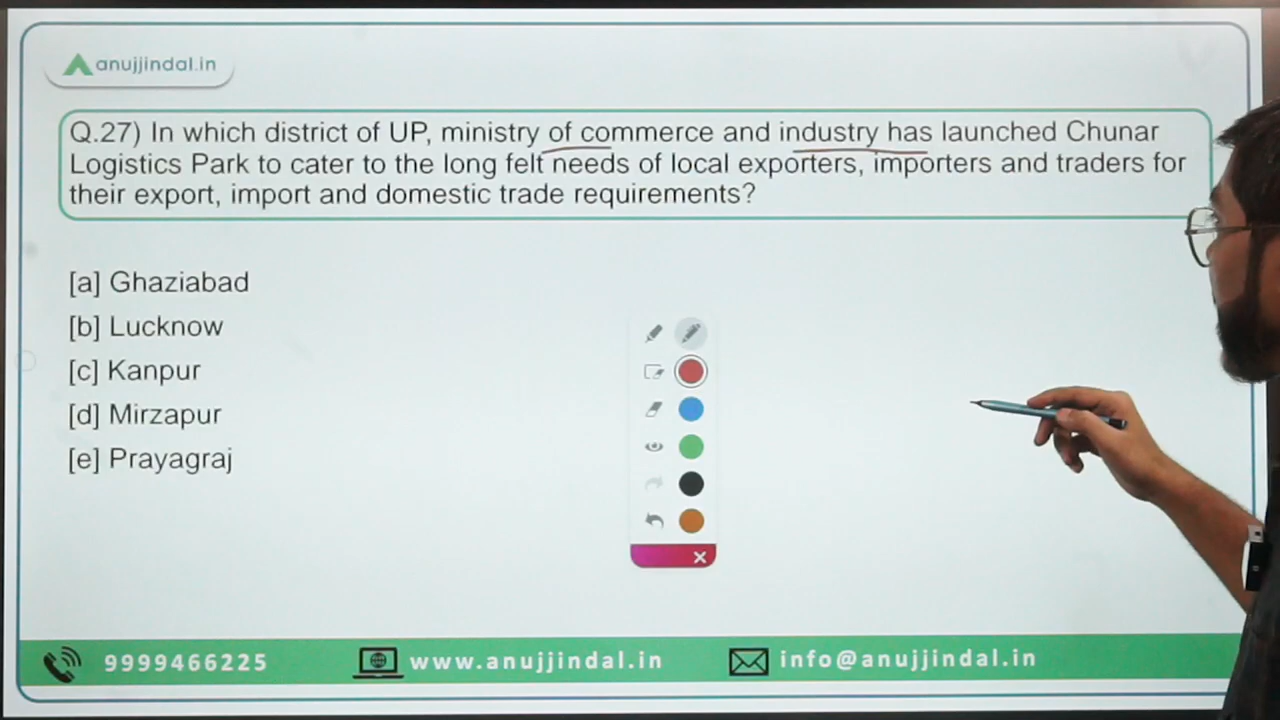 anujjindal.in
Q.27) In which district of UP, ministry of commerce and industry has launched Chunar
Logistics Park to cater to the long felt needs of local exporters, importers and traders for
their export, import and domestic trade requirements?
[a] Ghaziabad
[b] Lucknow
[c] Kanpur
[d] Mirzapur
[e] Prayagraj
9999466225 www.anujjindal.in info@anujjindal.in